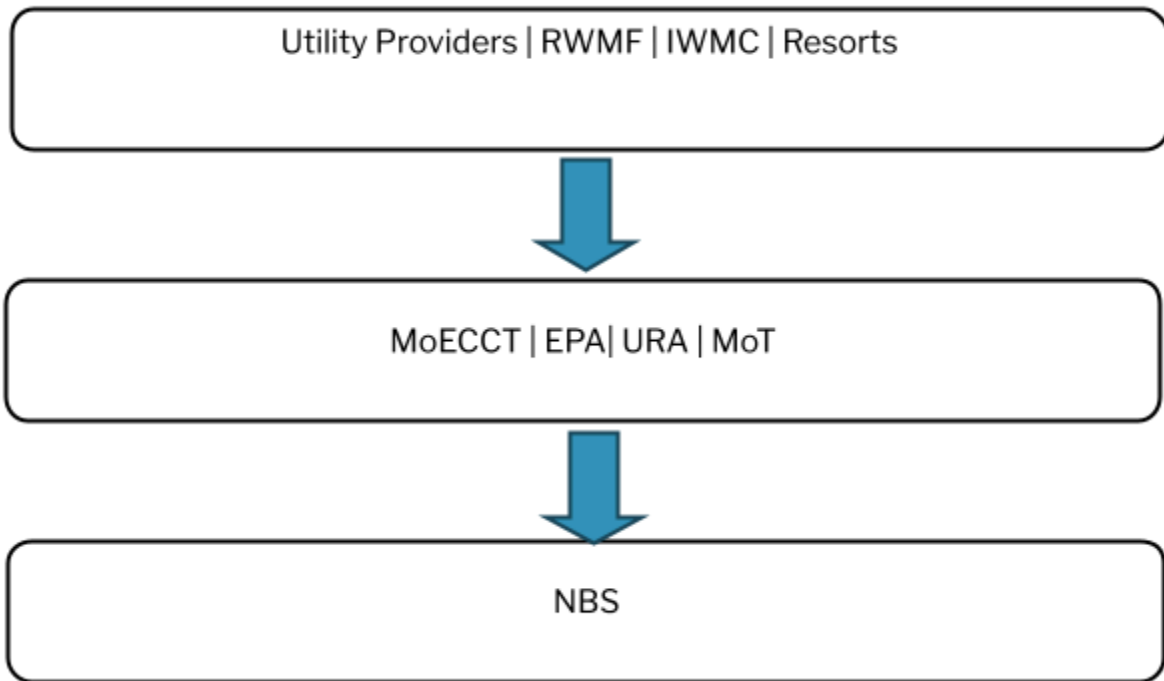 Utility Providers | RWMF | IWMC | Resorts
MoECCT | EPA| URA | MoT
NBS